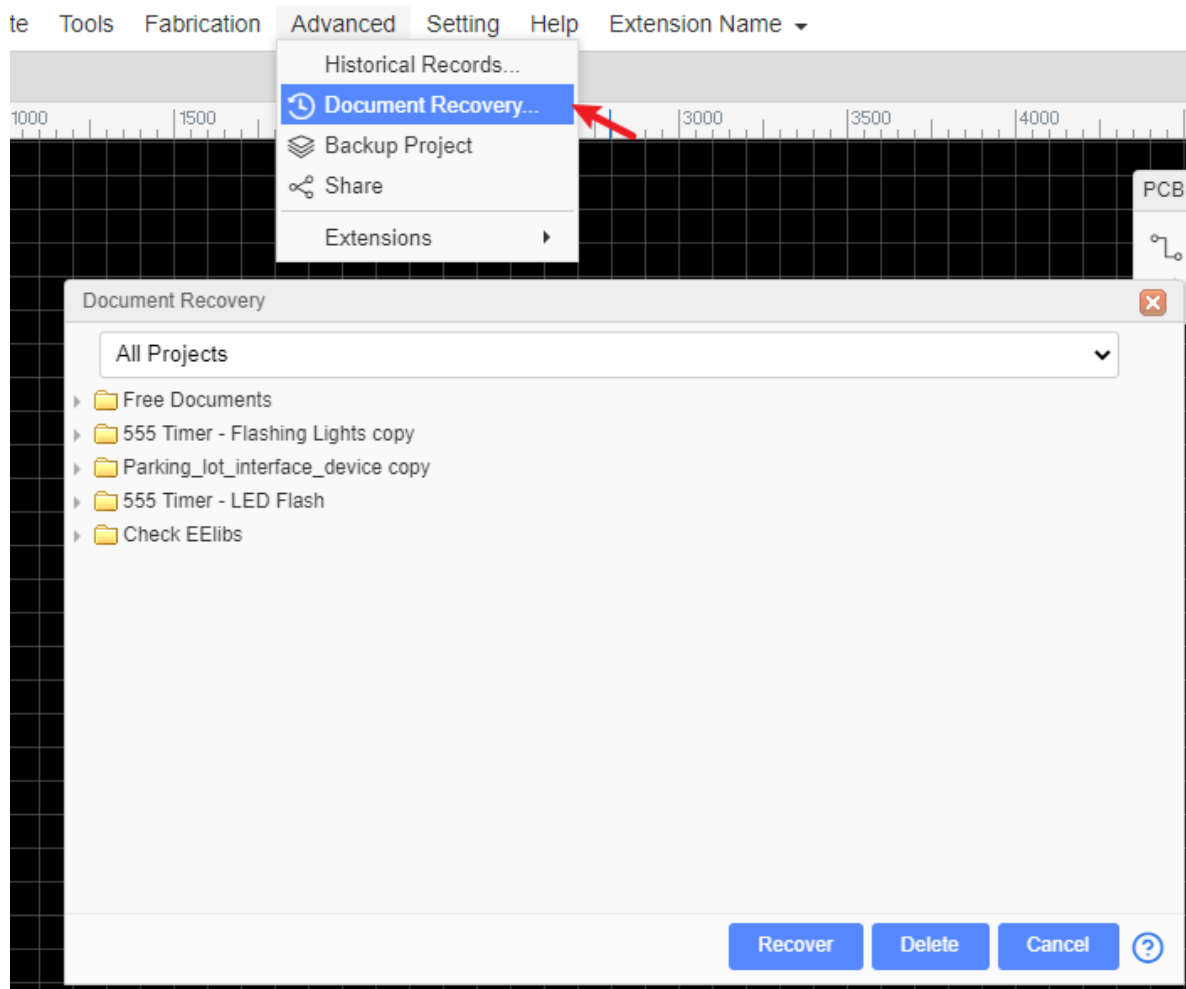 te Tools Fabrication Advanced Setting Help Extension Name
Historical Records...
Document Recovery...
1000 1500 3000 3500 4000
Backup Project
Share
PCB
Extensions
Document Recovery
All Projects
Free Documents
555 Timer - Flashing Lights copy
Parking_lot_interface_device copy
555 Timer - LED Flash
Check EElibs
Recover Delete Cancel ?